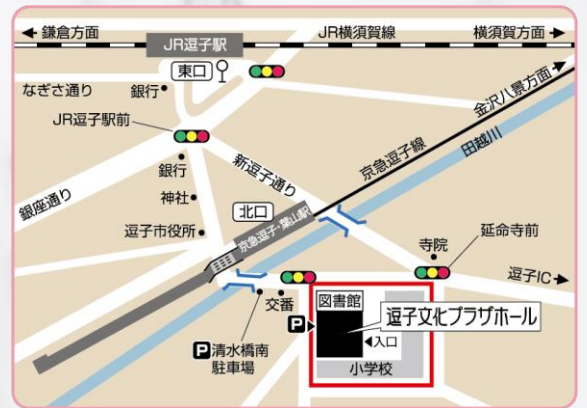 ←鎌倉方面
JR横須賀線
横須賀方面→
JR逗子駅
東口
なぎさ通り
銀行
金沢八景方面
JR逗子駅前
京急逗子線
田越川
銀行
新逗子通り
銀座通り
神社
北口
京急逗子・葉山駅
逗子市役所
寺院
延命寺前
逗子IC→
交番
図書館
P
逗子文化プラザホール
P清水橋南
駐車場
◀入口
小学校